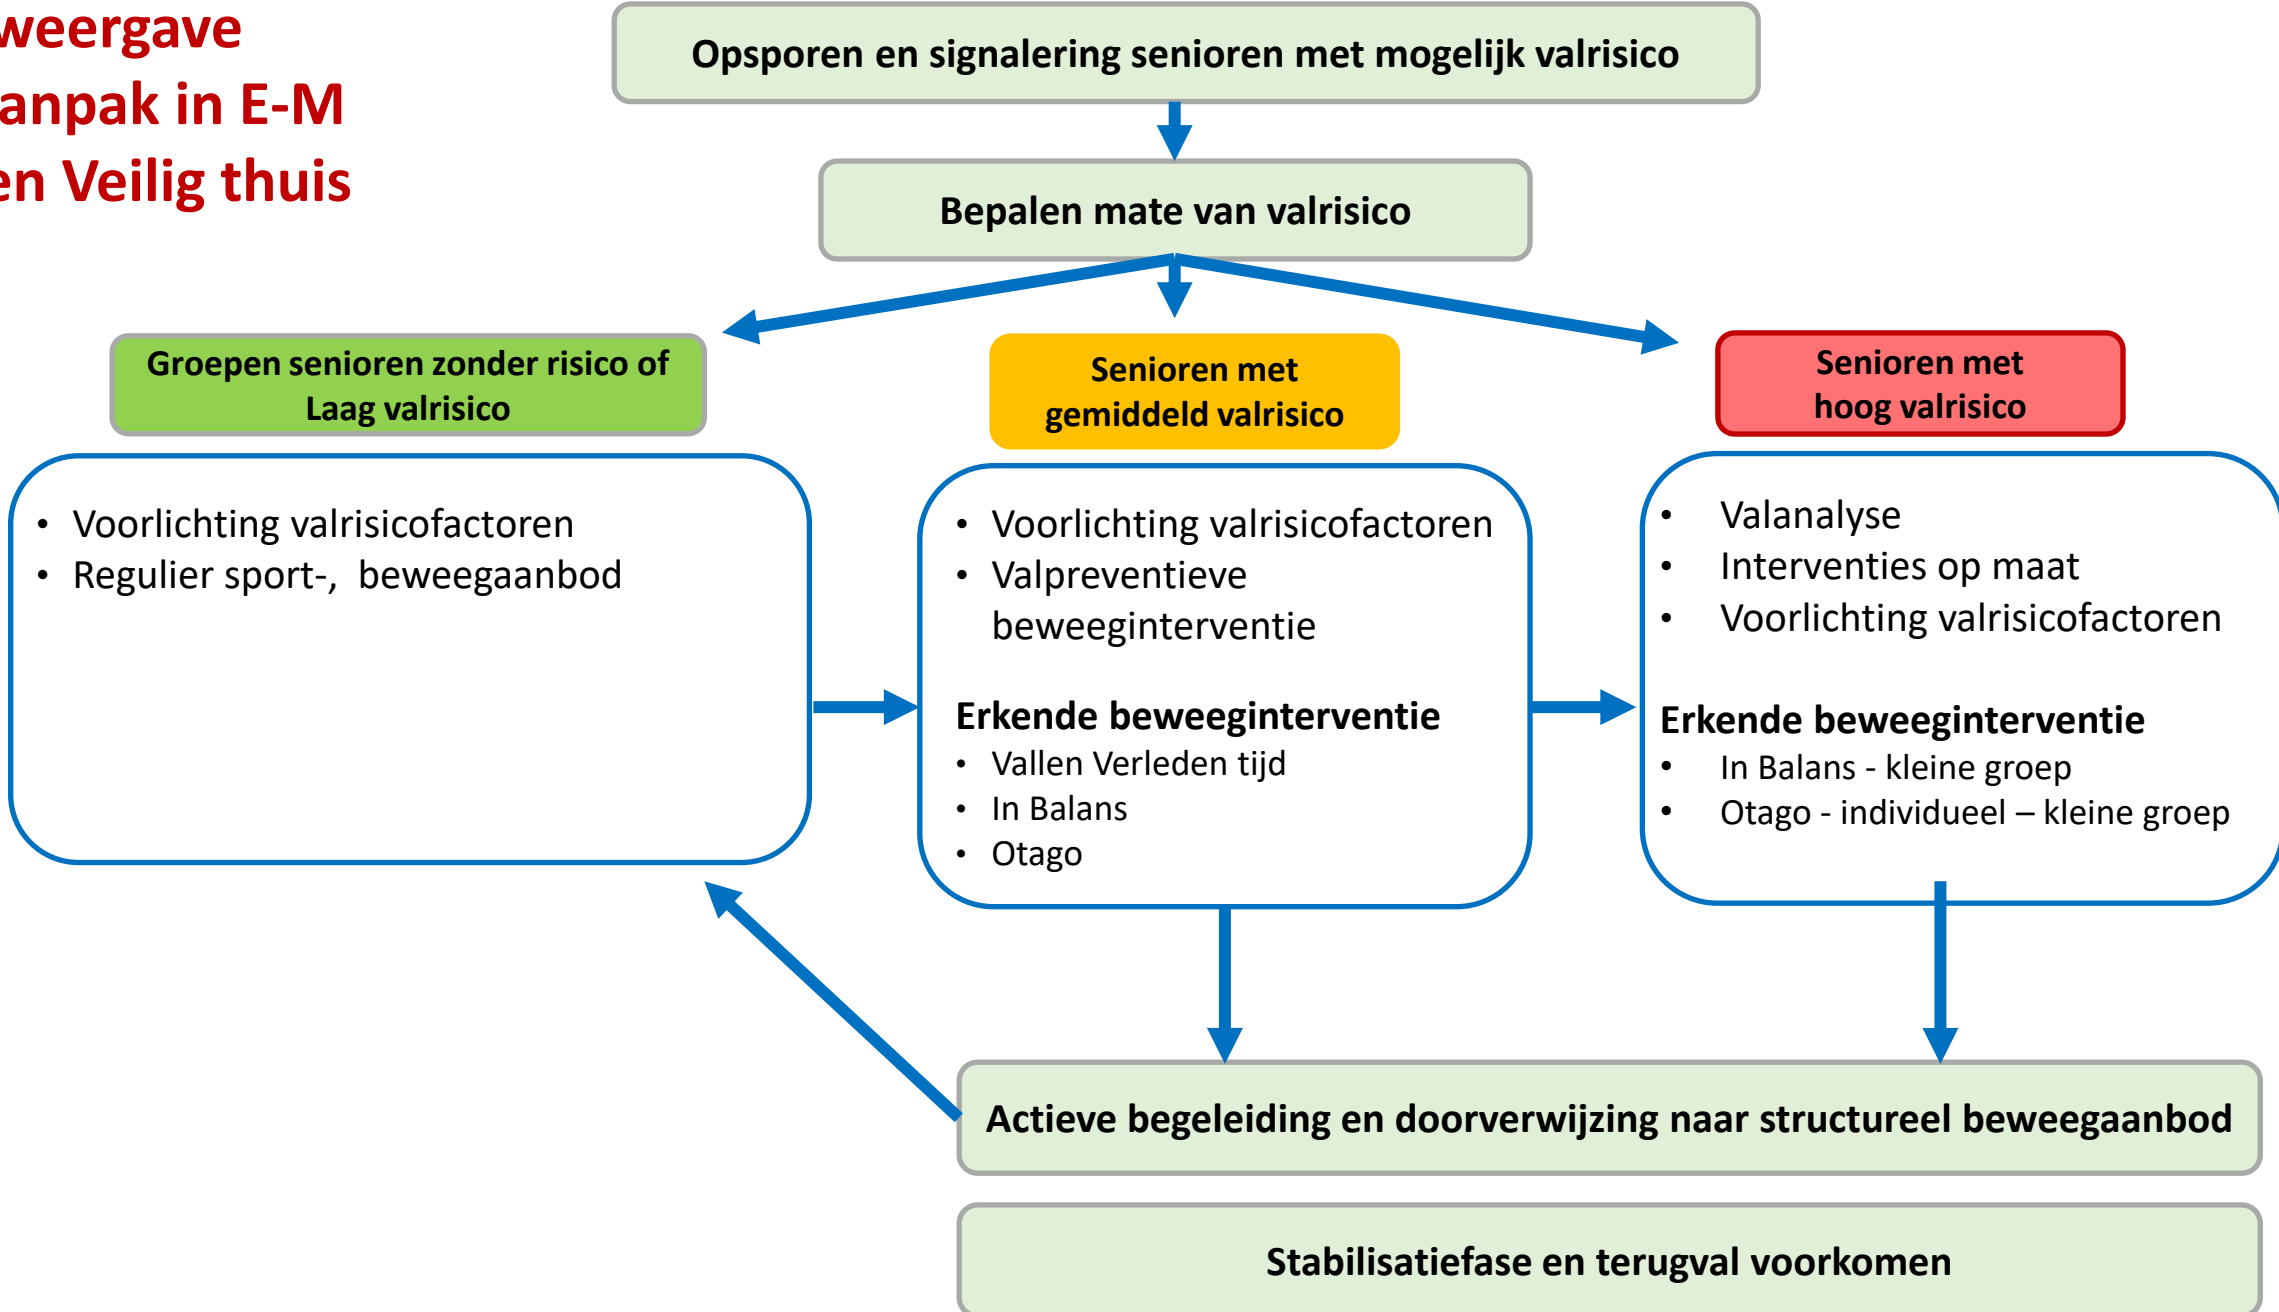 weergave
anpak in E-M
en Veilig thuis
Opsporen en signalering senioren met mogelijk valrisico
Bepalen mate van valrisico
Groepen senioren zonder risico of
Laag valrisico
• Voorlichting valrisicofactoren
• Regulier sport-, beweegaanbod
Senioren met
gemiddeld valrisico
• Voorlichting valrisicofactoren
• Valpreventieve
beweeginterventie
Erkende beweeginterventie
• Vallen Verleden tijd
• In Balans
• Otago
Senioren met
hoog valrisico
• Valanalyse
• Interventies op maat
• Voorlichting valrisicofactoren
Erkende beweeginterventie
• In Balans - kleine groep
• Otago - individueel – kleine groep
Actieve begeleiding en doorverwijzing naar structureel beweegaanbod
Stabilisatiefase en terugval voorkomen